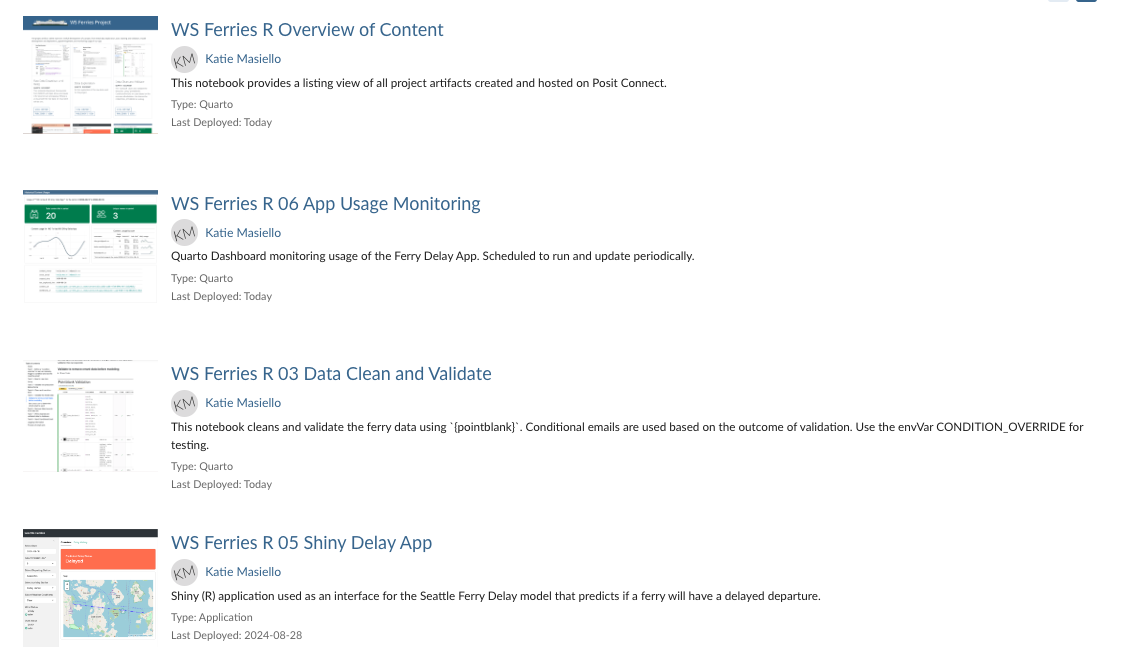 WS Ferries Project
WS Ferries R Overview of Content
KM
Katie Masiello
This notebook provides a listing view of all project artifacts created and hosted on Posit Connect.
Type: Quarto
Last Deployed: Today
20
3
WS Ferries R 06 App Usage Monitoring
KM
Katie Masiello
Quarto Dashboard monitoring usage of the Ferry Delay App. Scheduled to run and update periodically.
Type: Quarto
Last Deployed: Today
WS Ferries R 03 Data Clean and Validate
KM
Katie Masiello
This notebook cleans and validate the ferry data using `{pointblank}`. Conditional emails are used based on the outcome of validation. Use the envVar CONDITION_OVERRIDE for
testing.
Type: Quarto
Last Deployed: Today
Delayed
WS Ferries R 05 Shiny Delay App
KM
Katie Masiello
Shiny (R) application used as an interface for the Seattle Ferry Delay model that predicts if a ferry will have a delayed departure.
Type: Application
Last Deployed: 2024-08-28